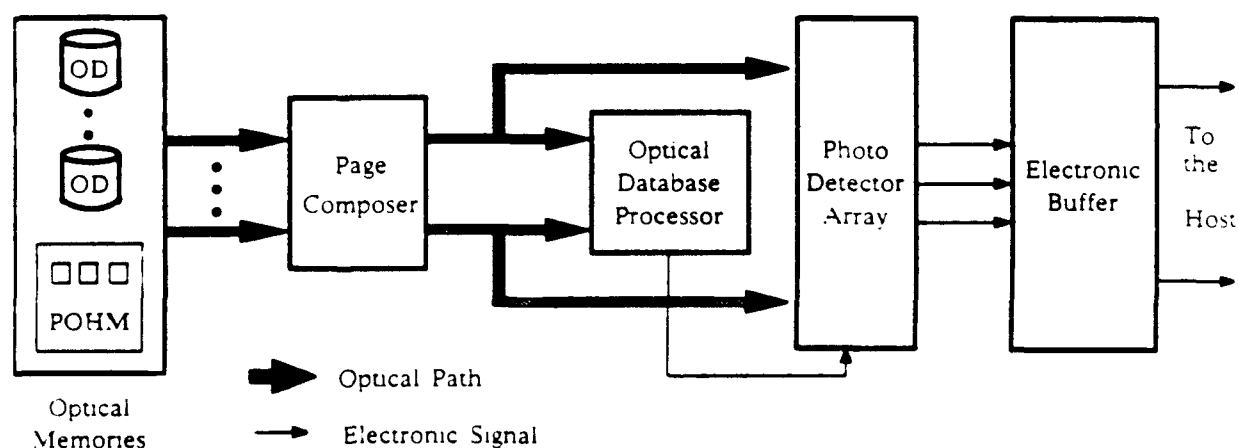 OD
OD
POHM
Optical
Memories
Page
Composer
Optical
Database
Processor
Photo
Detector
Array
Electronic
Buffer
To
the
Host
Optical Path
Electronic Signal